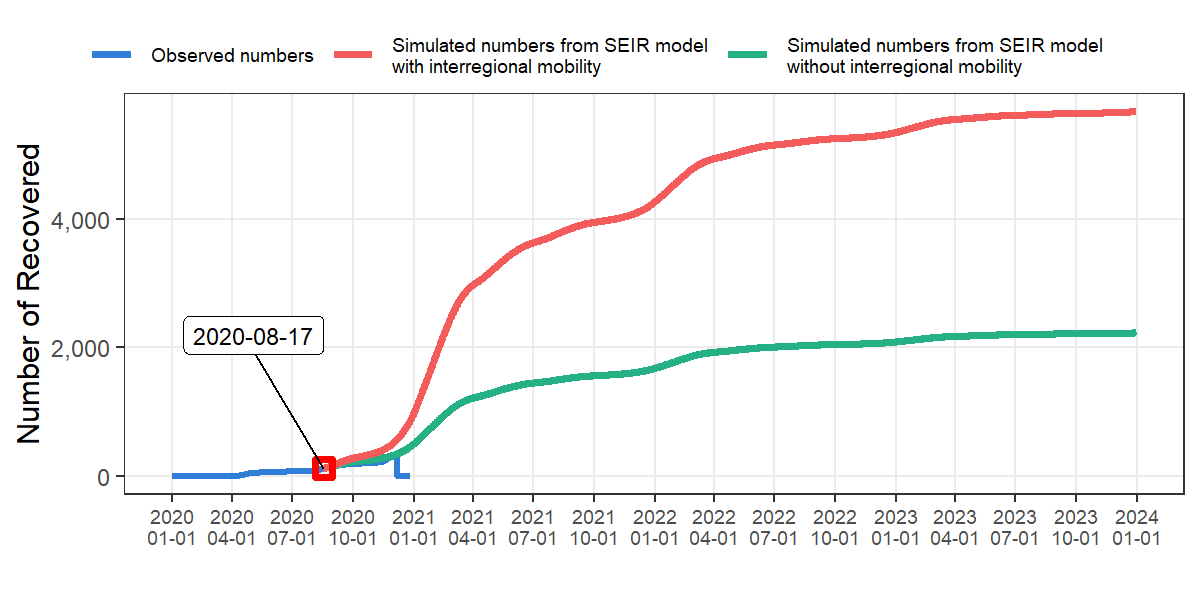 Observed numbers
Simulated numbers from SEIR model
with interregional mobility
Simulated numbers from SEIR model
without interregional mobility
Number of Recovered
4,000
2,000
0
2020-08-17
2020 2020 2020 2020 2021 2021 2021 2021 2022 2022 2022 2022 2023 2023 2023 2023 2024
01-01 04-01 07-01 10-01 01-01 04-01 07-01 10-01 01-01 04-01 07-01 10-01 01-01 04-01 07-01 10-01 01-01